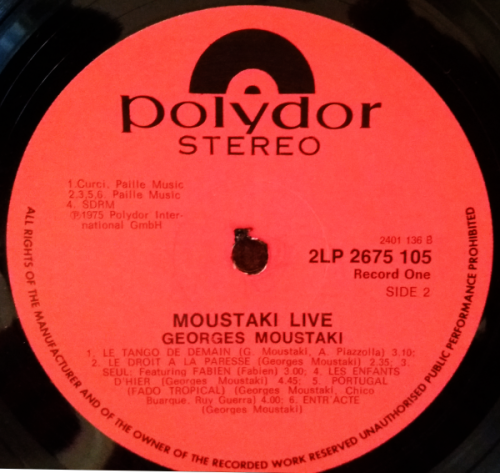 polydor
STEREO
1.Curci, Paille Music
2.3,5,6. Paille Music
4. SDRM
℗1975 Polydor Inter-
national GmbH
2401 136 B
2LP 2675 105
Record One
SIDE 2
MOUSTAKI LIVE
GEORGES MOUSTAKI
1. LE TANGO DE DEMAIN (G. Moustaki, A. Piazzolla) 3.10;
2. LE DROIT A LA PARESSE (Georges Moustaki) 2.35; 3.
SEUL: Featuring FABIEN (Fabien) 3.00; 4. LES ENFANTS
D'HIER (Georges Moustaki) 4.45; 5. PORTUGAL
(FADO TROPICAL) (Georges Moustaki, Chico
Buarque, Ruy Guerra) 4.00; 6. ENTR'ACTE
(Georges Moustaki)
ALL RIGHTS OF THE MANUFACTURER AND OF THE OWNER OF THE RECORDED WORK RESERVED UNAUTHORISED PUBLIC PERFORMANCE PROHIBITED